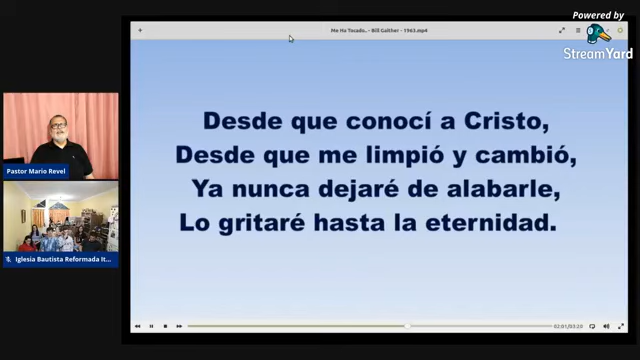 Powered by
StreamYard
Me Ha Tocado.. - Bill Gaither - 1963.mp4
Desde que conocí a Cristo,
Desde que me limpió y cambió,
Ya nunca dejaré de alabarle,
Lo gritaré hasta la eternidad.
Pastor Mario Revel
Iglesia Bautista Reformada It...
02:01/03:20